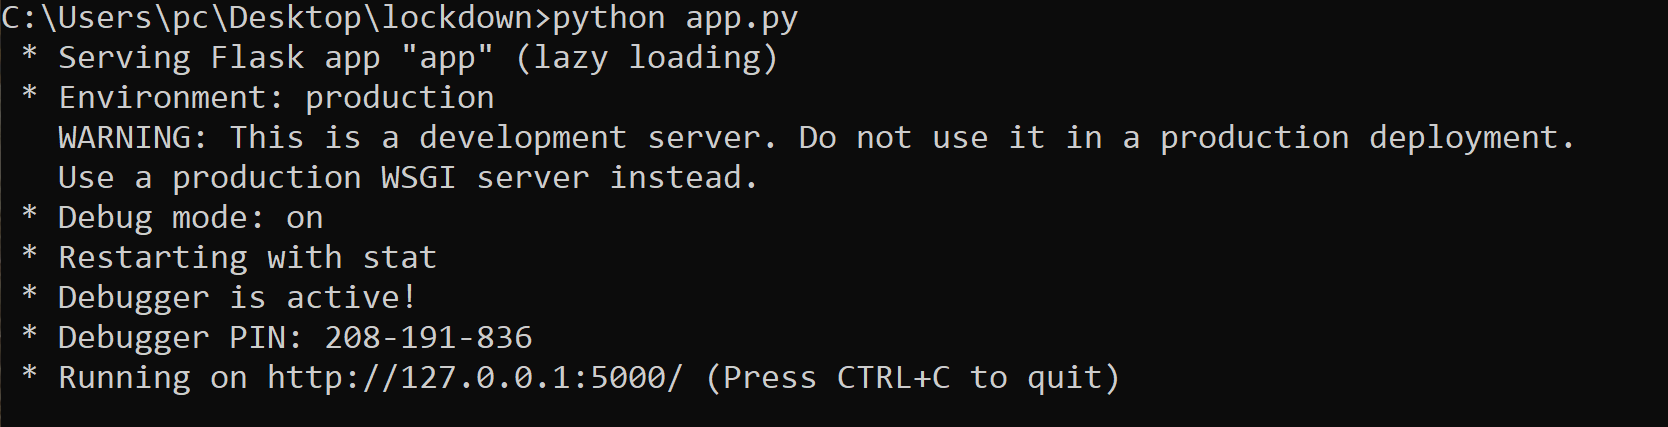 C:\Users\pc\Desktop\lockdown>python app.py
* Serving Flask app "app" (lazy loading)
* Environment: production
WARNING: This is a development server. Do not use it in a production deployment.
Use a production WSGI server instead.
* Debug mode: on
* Restarting with stat
* Debugger is active!
* Debugger PIN: 208-191-836
* Running on http://127.0.0.1:5000/ (Press CTRL+C to quit)